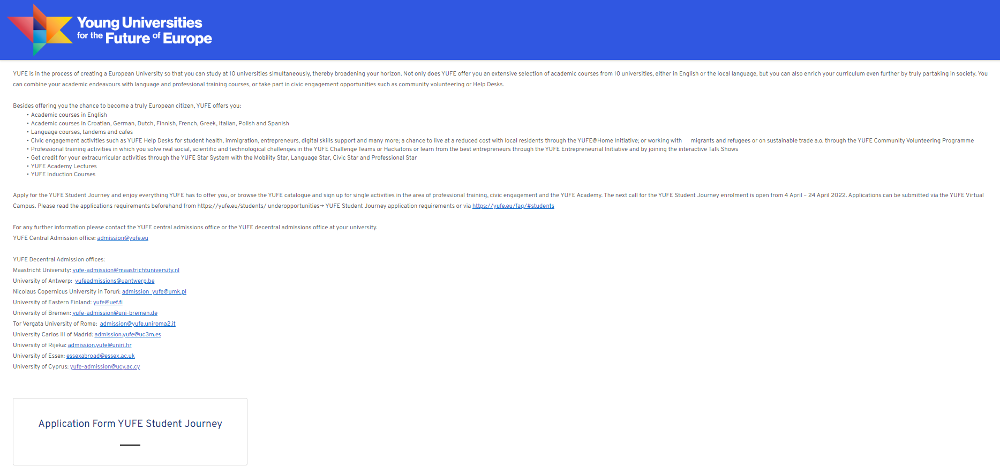 Young Universities
for the Future of Europe
YUFE is in the process of creating a European University so that you can study at 10 universities simultaneously, thereby broadening your horizon. Not only does YUFE offer you an extensive selection of academic courses from 10 universities, either in English or the local language, but you can also enrich your curriculum even further by truly partaking in society. You
can combine your academic endeavours with language and professional training courses, or take part in civic engagement opportunities such as community volunteering or Help Desks.
Besides offering you the chance to become a truly European citizen, YUFE offers you:
• Academic courses in English
• Academic courses in Croatian, German, Dutch, Finnish, French, Greek, Italian, Polish and Spanish
• Language courses, tandems and cafes
• Civic engagement activities such as YUFE Help Desks for student health, immigration, entrepreneurs, digital skills support and many more; a chance to live at a reduced cost with local residents through the YUFE@Home Initiative; or working with migrants and refugees or on sustainable trade a.o. through the YUFE Community Volunteering Programme
• Professional training activities in which you solve real social, scientific and technological challenges in the YUFE Challenge Teams or Hackatons or learn from the best entrepreneurs through the YUFE Entrepreneurial Initiative and by joining the interactive Talk Shows
• Get credit for your extracurricular activities through the YUFE Star System with the Mobility Star, Language Star, Civic Star and Professional Star
• YUFE Academy Lectures
• YUFE Induction Courses
Apply for the YUFE Student Journey and enjoy everything YUFE has to offer you, or browse the YUFE catalogue and sign up for single activities in the area of professional training, civic engagement and the YUFE Academy. The next call for the YUFE Student Journey enrolment is open from 4 April – 24 April 2022. Applications can be submitted via the YUFE Virtual
Campus. Please read the applications requirements beforehand from https://yufe.eu/students/ underopportunities→ YUFE Student Journey application requirements or via https://yufe.eu/faq/#students
For any further information please contact the YUFE central admissions office or the YUFE decentral admissions office at your university.
YUFE Central Admission office: admission@yufe.eu
YUFE Decentral Admission offices:
Maastricht University: yufe-admission@maastrichtuniversity.nl
University of Antwerp: yufeadmissions@uantwerp.be
Nicolaus Copernicus University in Toruń: admission_yufe@umk.pl
University of Eastern Finland: yufe@uef.fi
University of Bremen: yufe-admission@uni-bremen.de
Tor Vergata University of Rome: admission@yufe.uniroma2.it
University Carlos III of Madrid: admission.yufe@uc3m.es
University of Rijeka: admission.yufe@uniri.hr
University of Essex: essexabroad@essex.ac.uk
University of Cyprus: yufe-admission@ucy.ac.cy
Application Form YUFE Student Journey